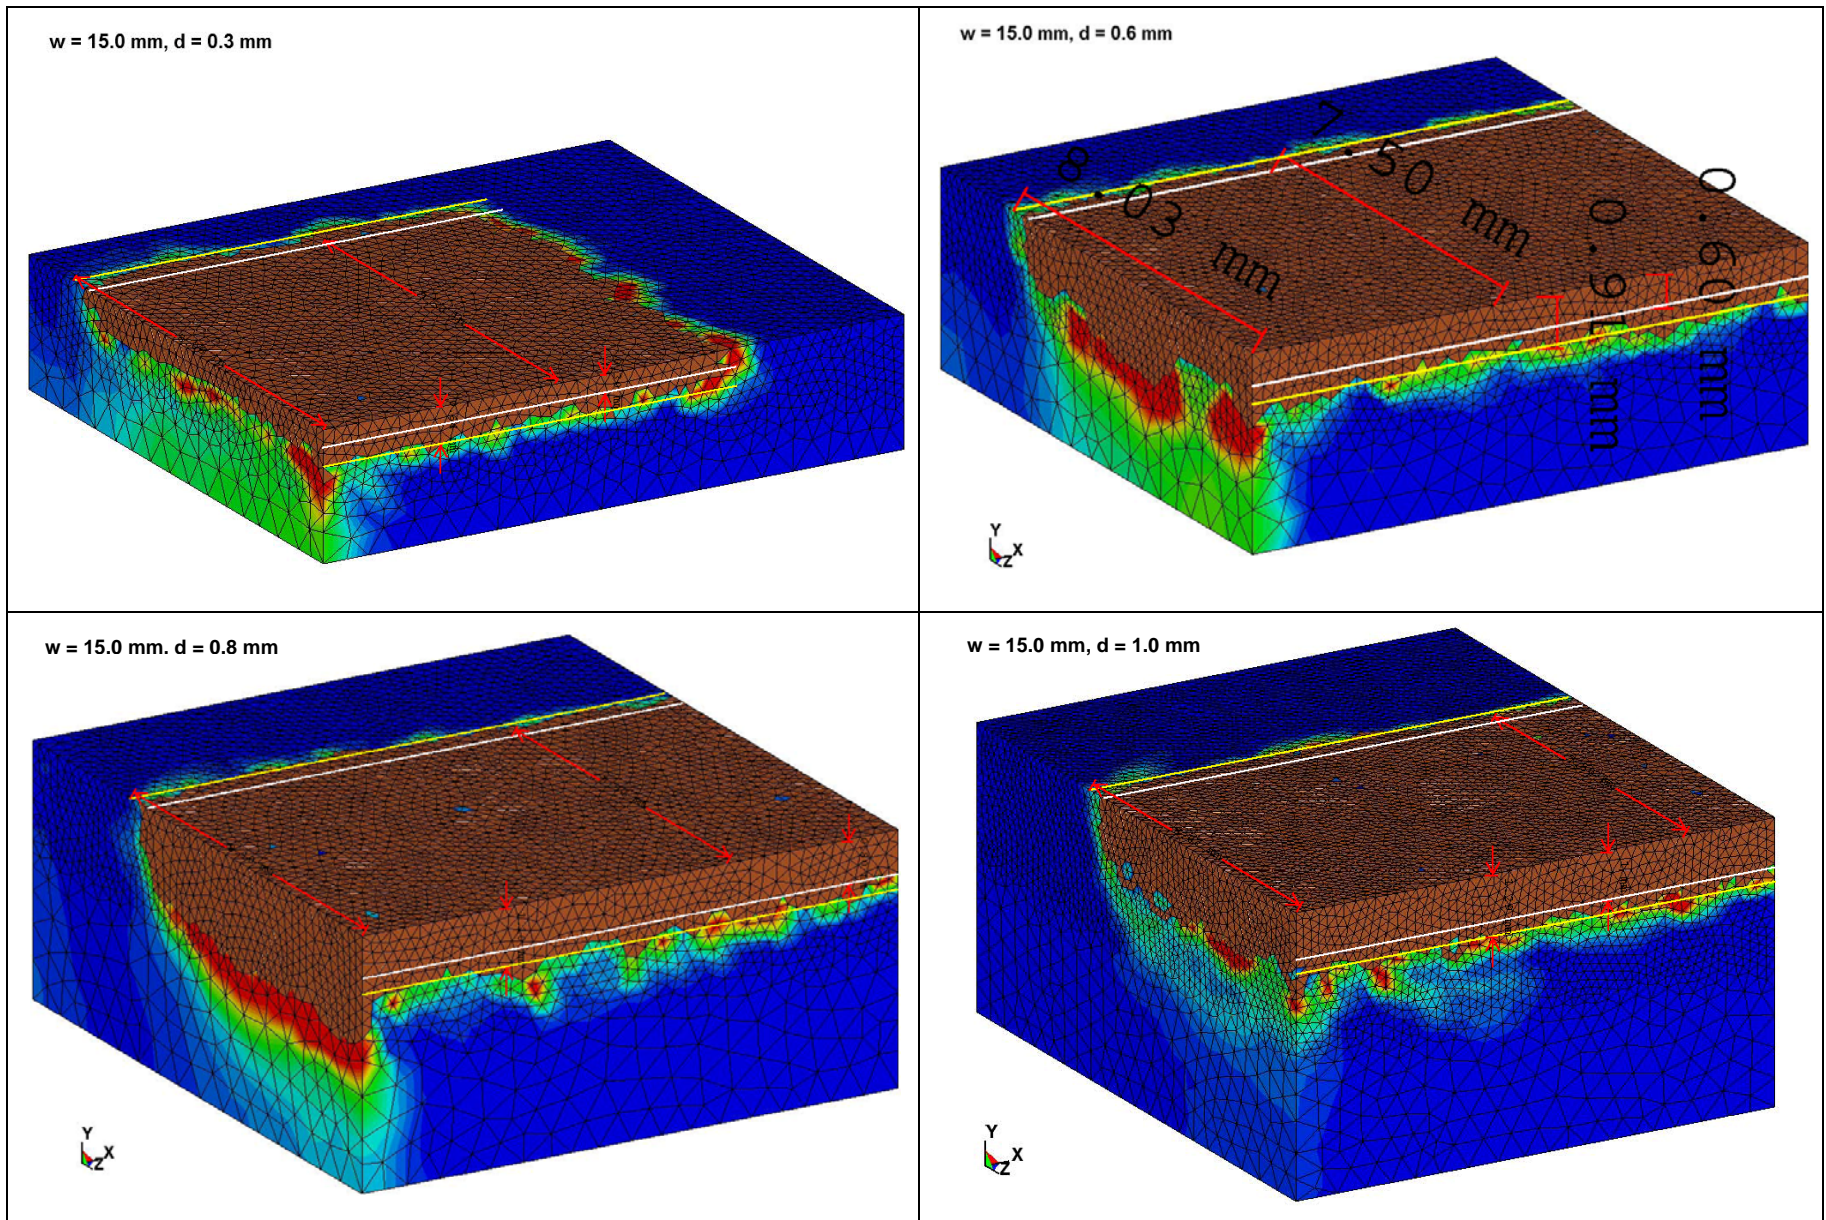 w = 15.0 mm, d = 0.3 mm
w = 15.0 mm, d = 0.6 mm
8.03 mm
7.50 mm
0.91 mm
0.60 mm
Y
X
Z
w = 15.0 mm. d = 0.8 mm
Y
X
Z
w = 15.0 mm, d = 1.0 mm
Y
X
Z